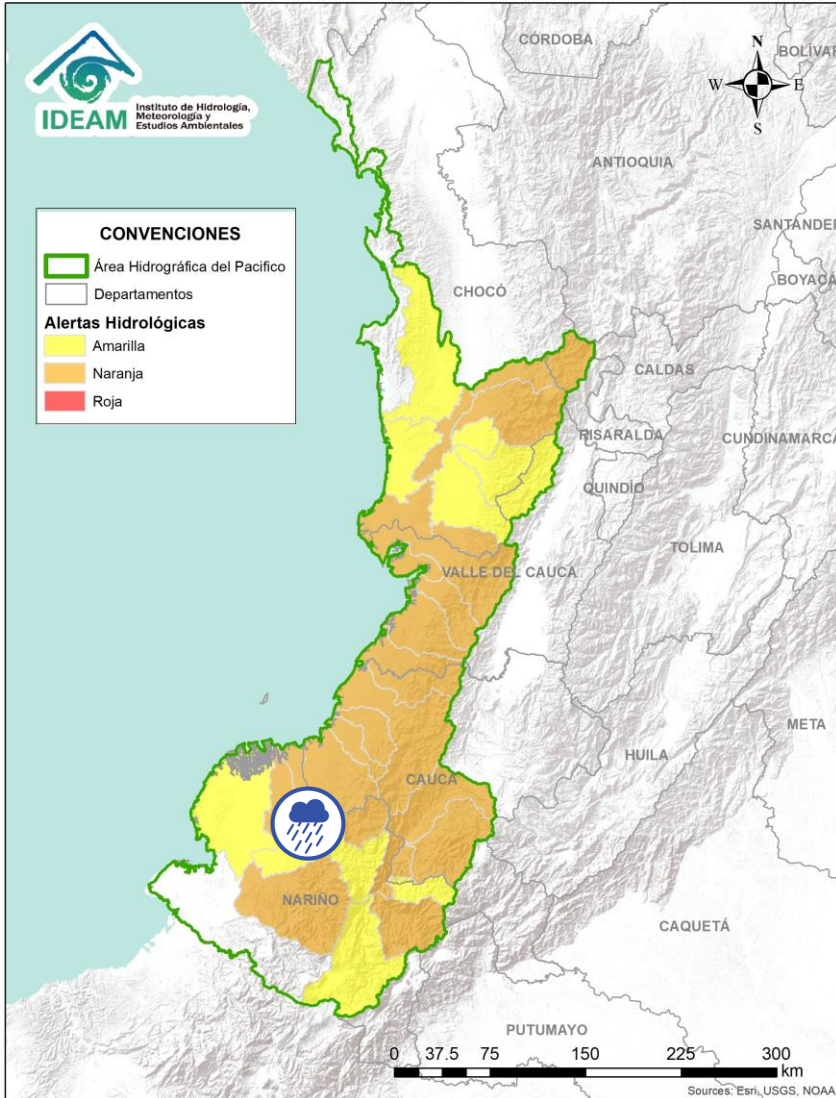 IDEAM
Instituto de Hidrología,
Meteorología y
Estudios Ambientales
CÓRDOBA
BOLÍVAR
N
W
E
S
ANTIOQUIA
SANTANDER
BOYACÁ
CONVENCIONES
Área Hidrográfica del Pacifico
Departamentos
Alertas Hidrológicas
Amarilla
Naranja
Roja
CHOCÓ
CALDAS
RISARALDA
CUNDINAMARCA
QUINDÍO
TOLIMA
VALLE DEL CAUCA
META
HUILA
CAUCA
NARIÑO
CAQUETÁ
PUTUMAYO
0 37.5 75 150 225 300
km
Sources: Esri, USGS, NOAA